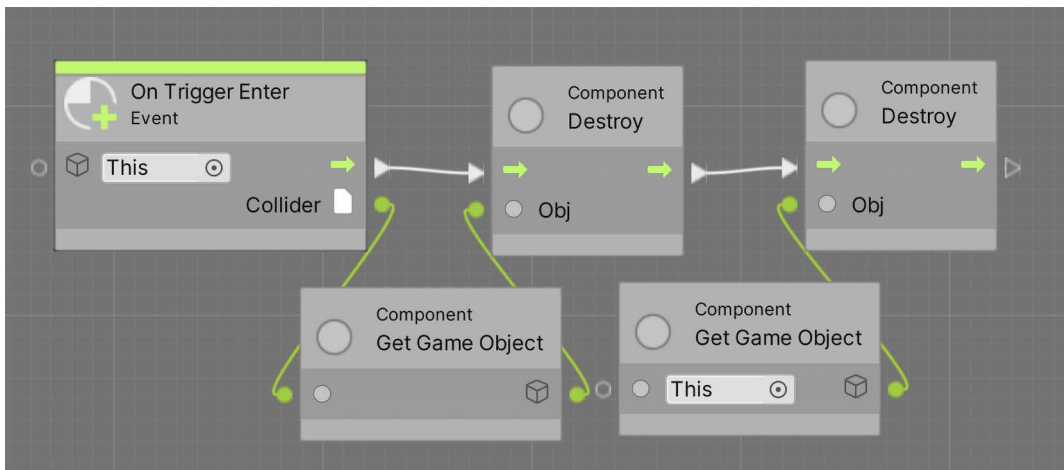 On Trigger Enter
Event
This
Collider
Component
Destroy
Obj
Component
Destroy
Obj
Component
Get Game Object
Component
Get Game Object
This